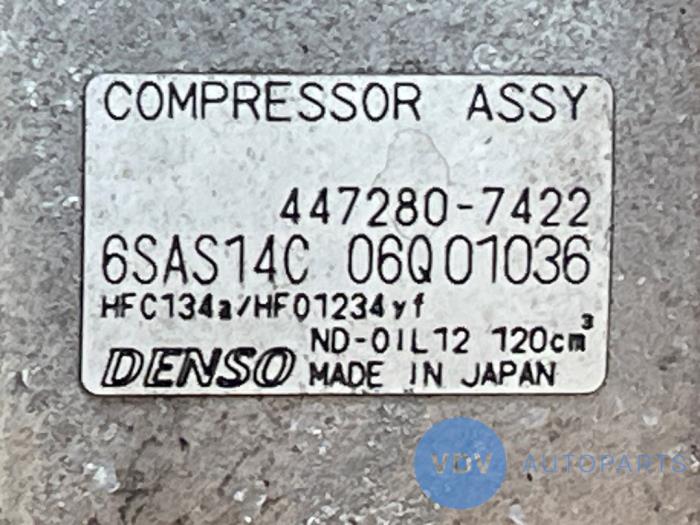 COMPRESSOR ASSY
447280-7422
6SAS14C 06Q01036
HFC134a/HFO1234yf
ND-OIL12 120cm³
DENSO MADE IN JAPAN
VDV AUTOPARTS